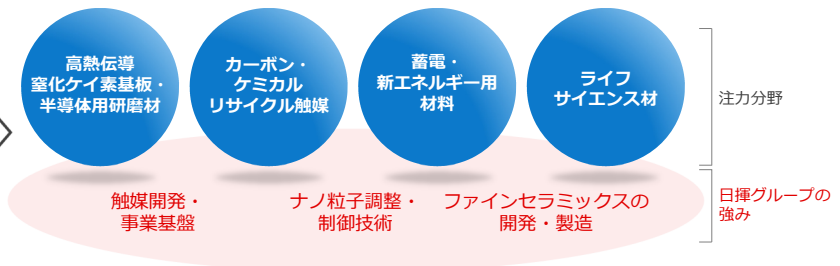 高熱伝導
窒化ケイ素基板・
半導体用研磨材
カーボン・
ケミカル
リサイクル触媒
蓄電・
新エネルギー用
材料
ライフ
サイエンス材
注力分野
触媒開発・
事業基盤
ナノ粒子調整・
制御技術
ファインセラミックスの
開発・製造
日揮グループの
強み